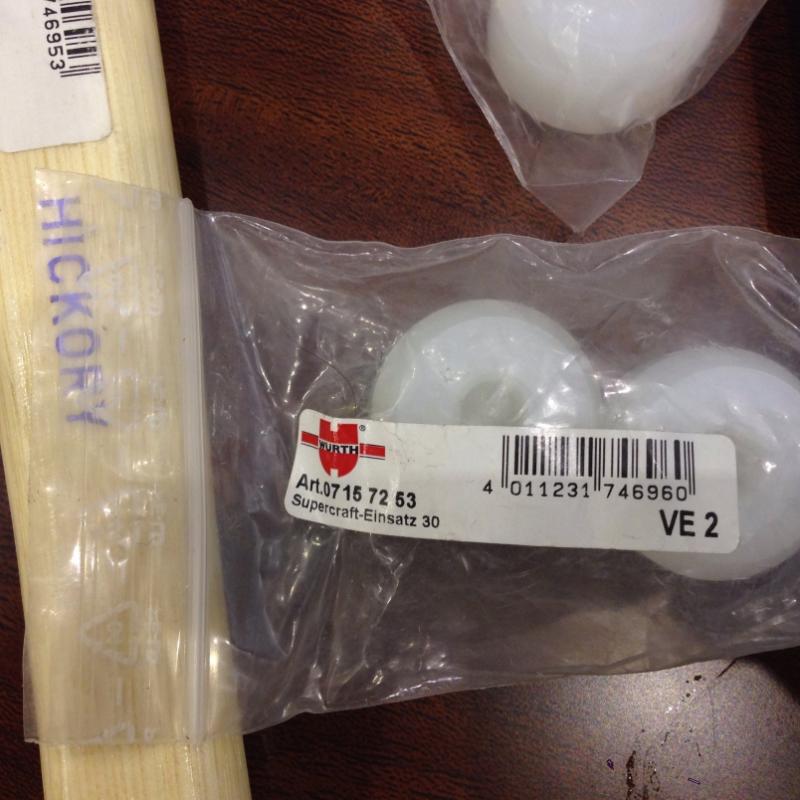 746953
HICKORY
WÜRTH
Art.0715 72 53
Supercraft-Einsatz 30
4 011231 746960
VE 2